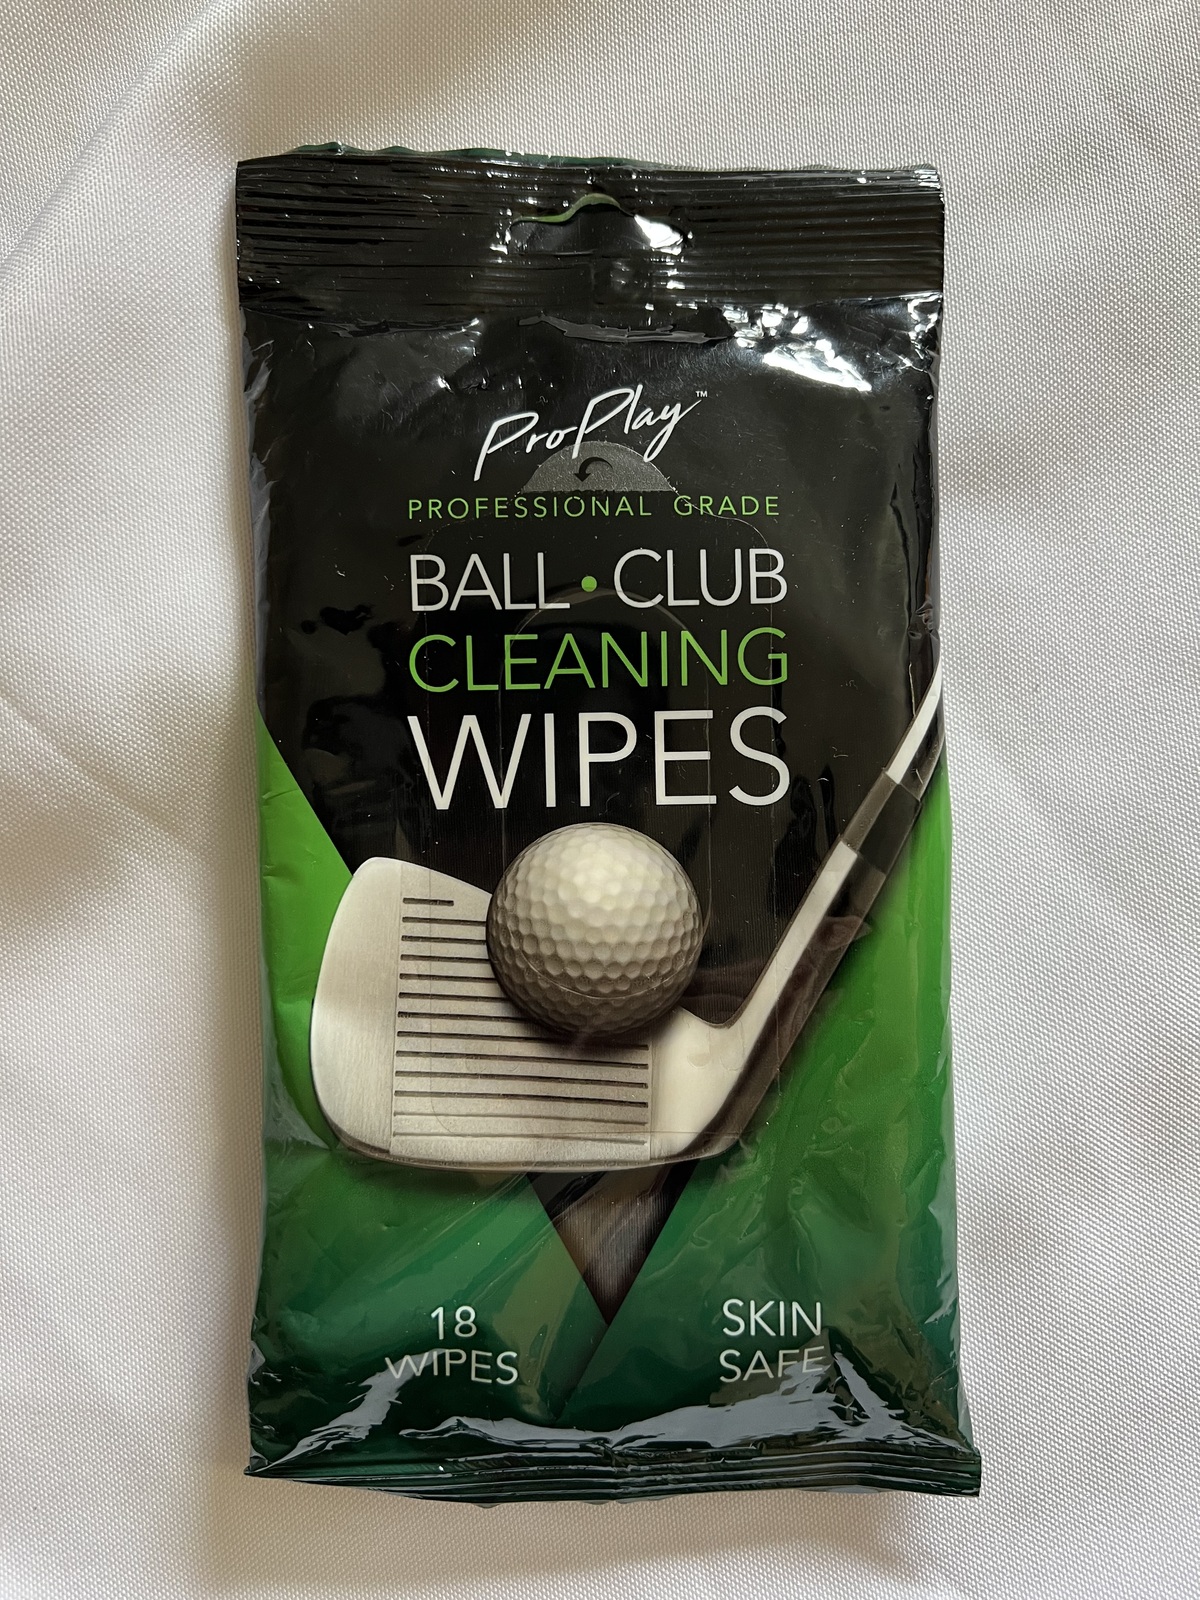 ProPlay™
PROFESSIONAL GRADE
BALL • CLUB
CLEANING
WIPES
18
WIPES
SKIN
SAFE